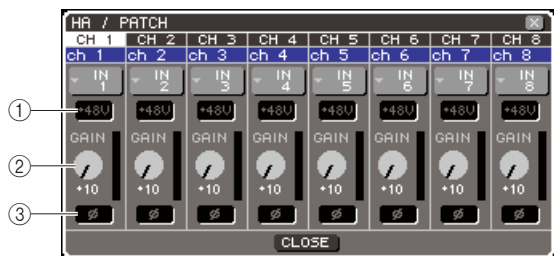 HA / PATCH
CH 1 CH 2 CH 3 CH 4 CH 5 CH 6 CH 7 CH 8
ch 1 ch 2 ch 3 ch 4 ch 5 ch 6 ch 7 ch 8
IN IN IN IN IN IN IN IN
1 2 3 4 5 6 7 8
① +48V +48V +48V +48V +48V +48V +48V +48V
GAIN GAIN GAIN GAIN GAIN GAIN GAIN GAIN
②
+10 +10 +10 +10 +10 +10 +10 +10
③ ø ø ø ø ø ø ø ø
CLOSE